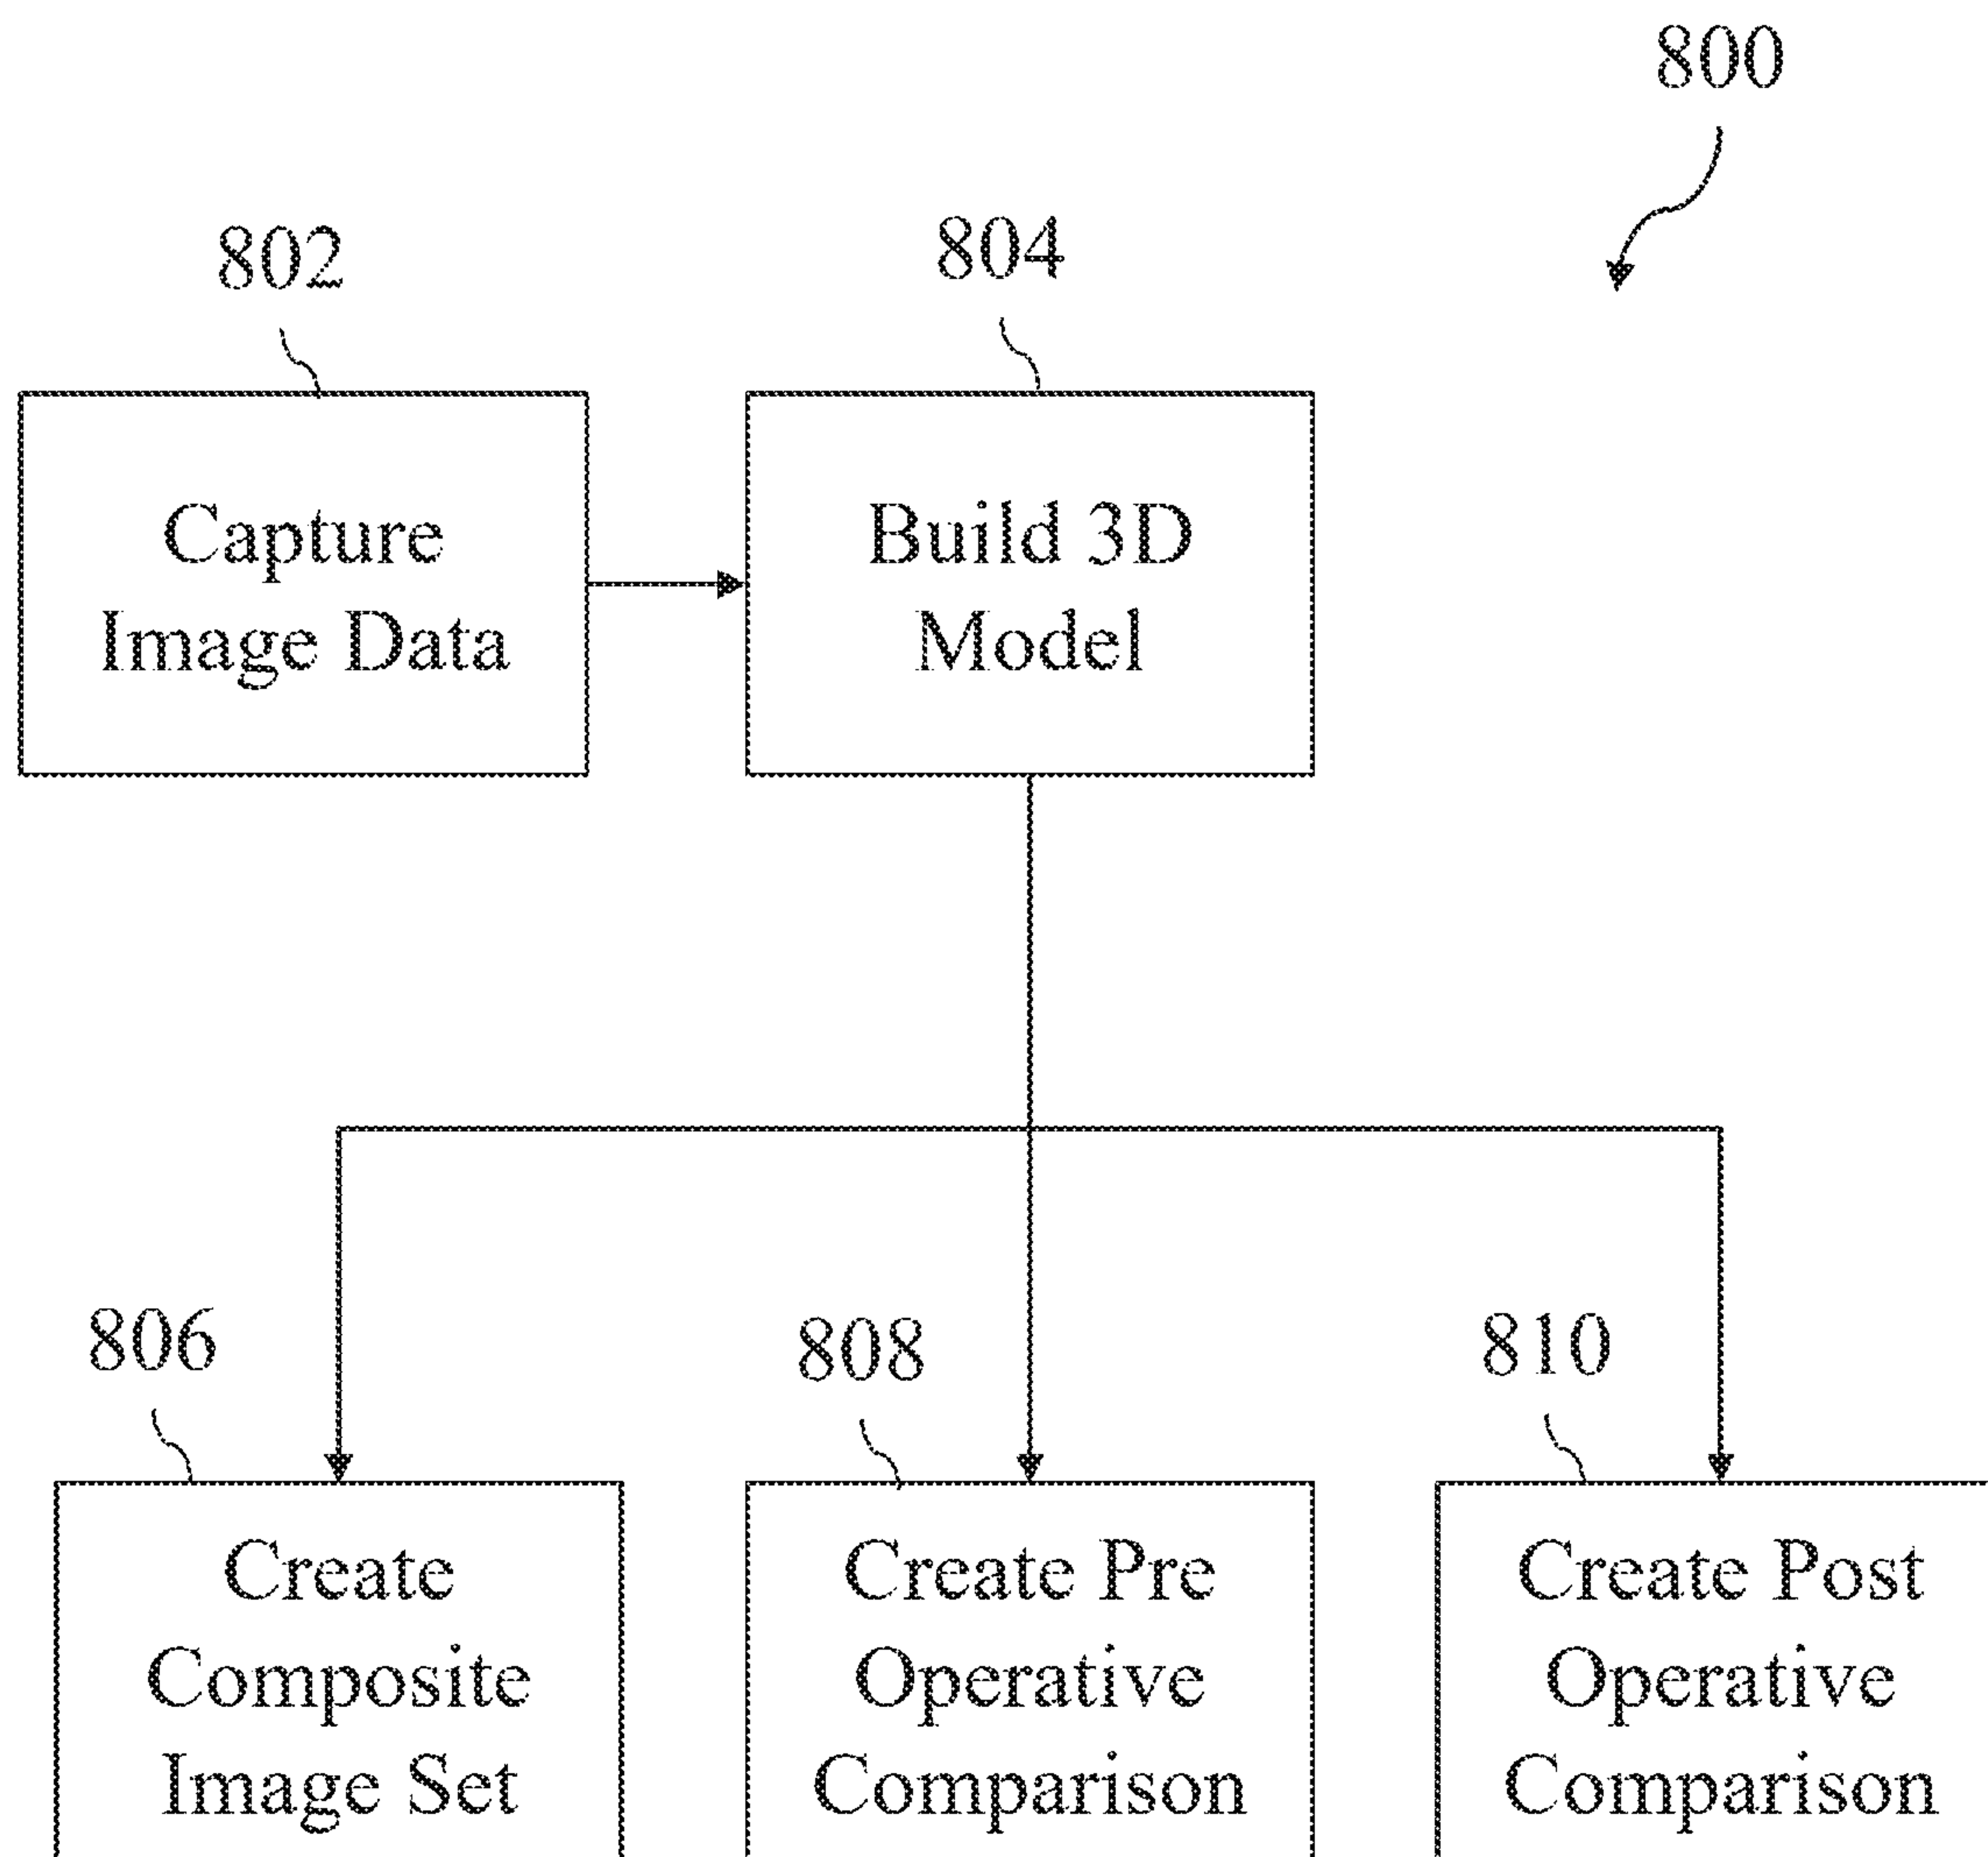 800
802
804
Capture
Image Data
Build 3D
Model
806
808
810
Create
Composite
Image Set
Create Pre
Operative
Comparison
Create Post
Operative
Comparison